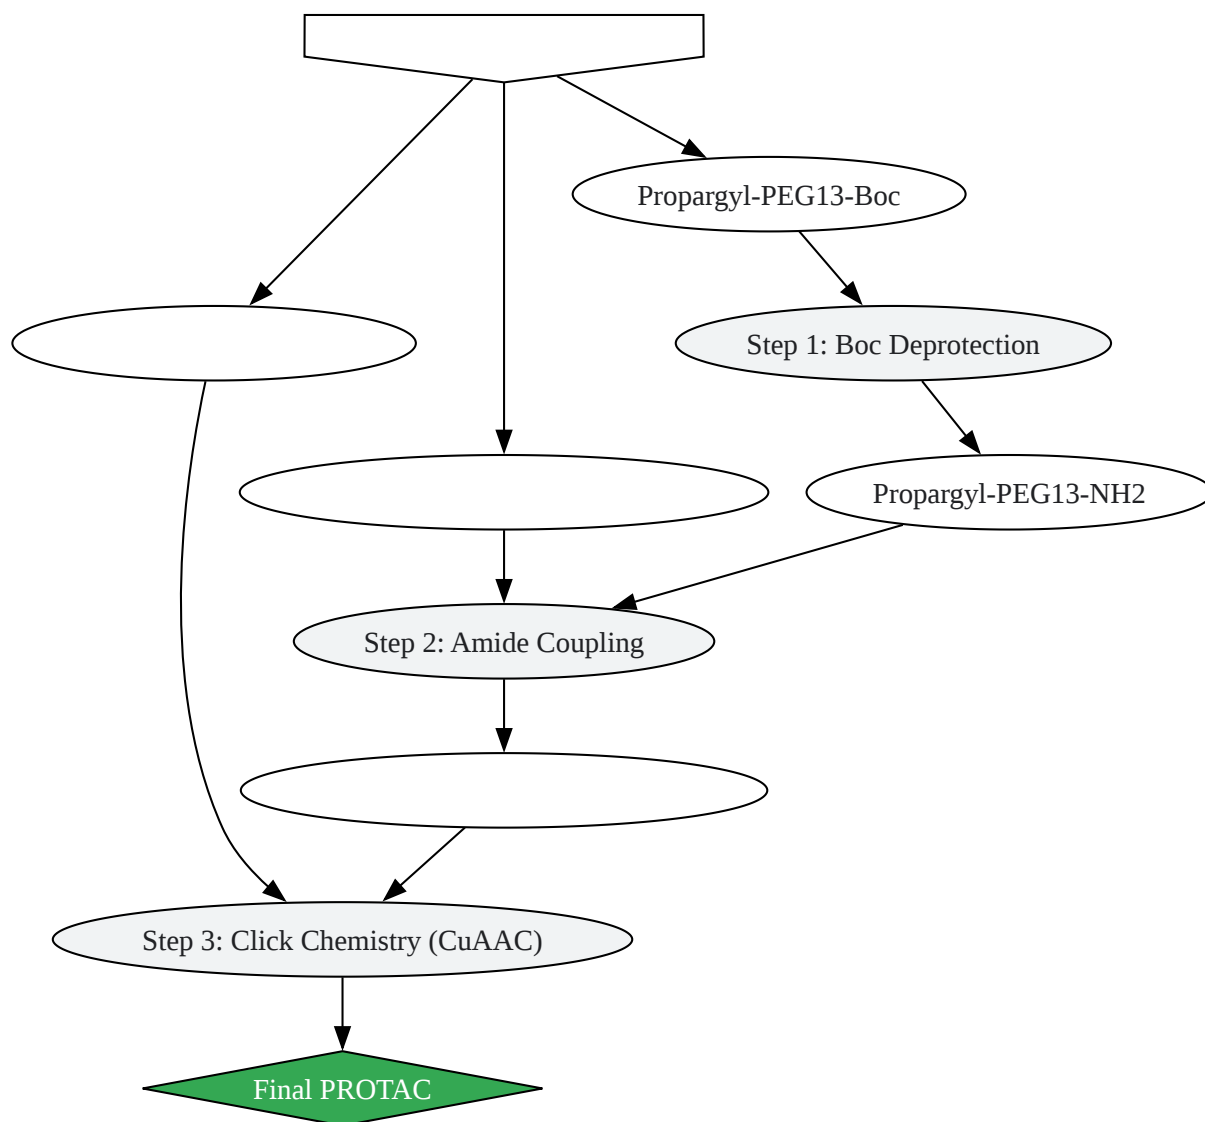 Propargyl-PEG13-Boc
Step 1: Boc Deprotection
Propargyl-PEG13-NH2
Step 2: Amide Coupling
Step 3: Click Chemistry (CuAAC)
Final PROTAC